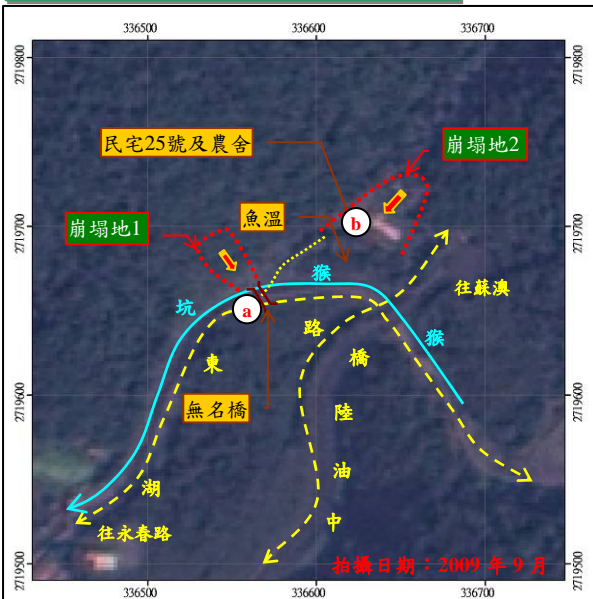 336500 336600 336700
2719800 2719800
民宅25號及農舍
崩塌地2
魚溫
b
崩塌地1
2719700 2719700
猴
往蘇澳
坑
a
東
路
橋
猴
無名橋
陸
2719600 2719600
湖
油
往永春路
中
拍攝日期：2009 年 9 月
2719500 2719500
336500 336600 336700